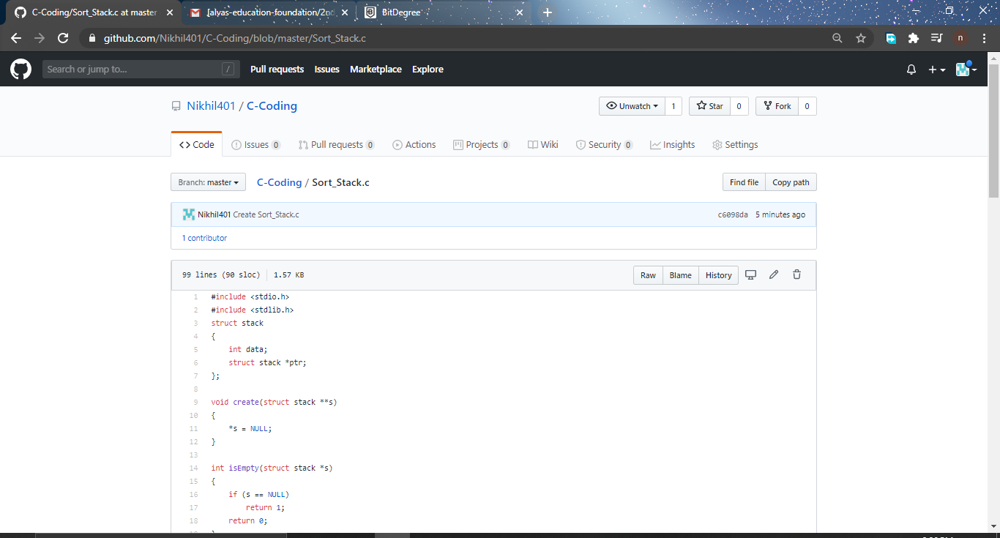 C-Coding/Sort_Stack.c at master
alyas-education-foundation/2nd
BitDegree
github.com/Nikhil401/C-Coding/blob/master/Sort_Stack.c
n
Search or jump to... /
Pull requests Issues Marketplace Explore
Nikhil401 / C-Coding
Unwatch 1 Star 0 Fork 0
<> Code Issues 0 Pull requests 0 Actions Projects 0 Wiki Security 0 Insights Settings
Branch: master C-Coding / Sort_Stack.c Find file Copy path
Nikhil401 Create Sort_Stack.c c6098da 5 minutes ago
1 contributor
99 lines (90 sloc) 1.57 KB Raw Blame History
1 #include <stdio.h>
2 #include <stdlib.h>
3 struct stack
4 {
5 int data;
6 struct stack *ptr;
7 };
8
9 void create(struct stack **s)
10 {
11 *s = NULL;
12 }
13
14 int isEmpty(struct stack *s)
15 {
16 if (s == NULL)
17 return 1;
18 return 0;